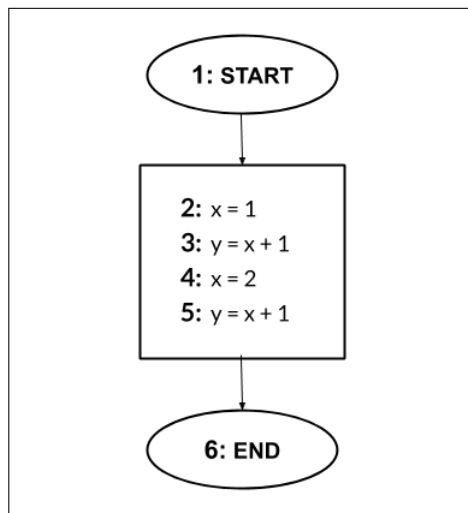 1: START
2: x = 1
3: y = x + 1
4: x = 2
5: y = x + 1
6: END